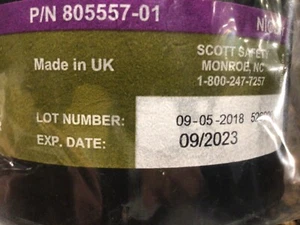 P/N 805557-01
Made in UK
SCOTT SAFETY
MONROE, NC
1-800-247-7257
LOT NUMBER: 09-05-2018
EXP. DATE: 09/2023